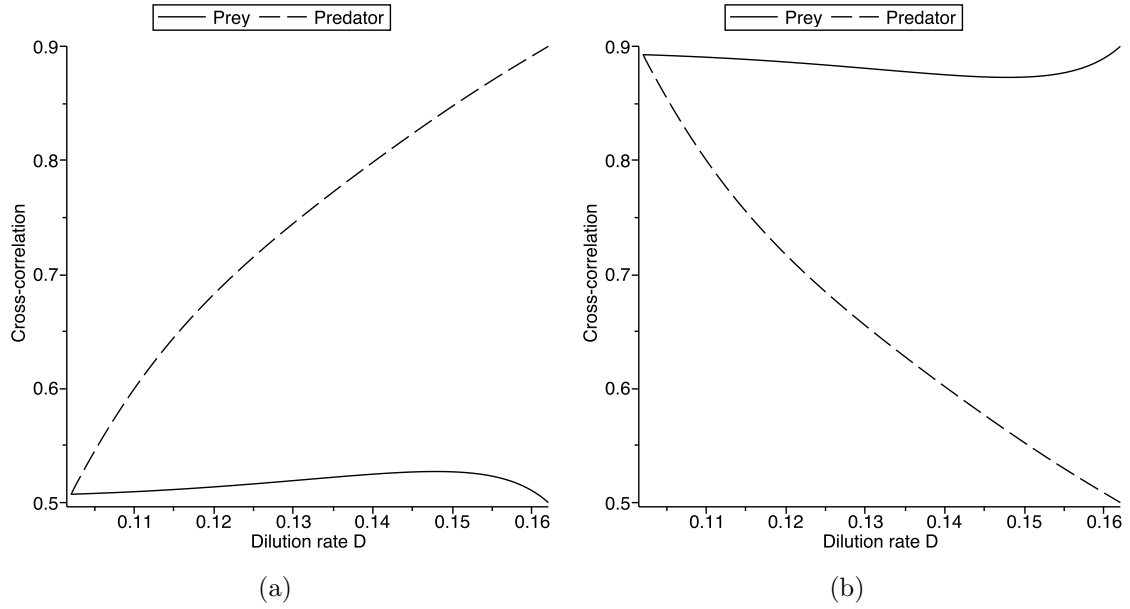 Prey Predator
0.9
0.8
0.7
0.6
0.5
Cross-correlation
0.11 0.12 0.13 0.14 0.15 0.16
Dilution rate D
(a)
Prey Predator
0.9
0.8
0.7
0.6
0.5
Cross-correlation
0.11 0.12 0.13 0.14 0.15 0.16
Dilution rate D
(b)